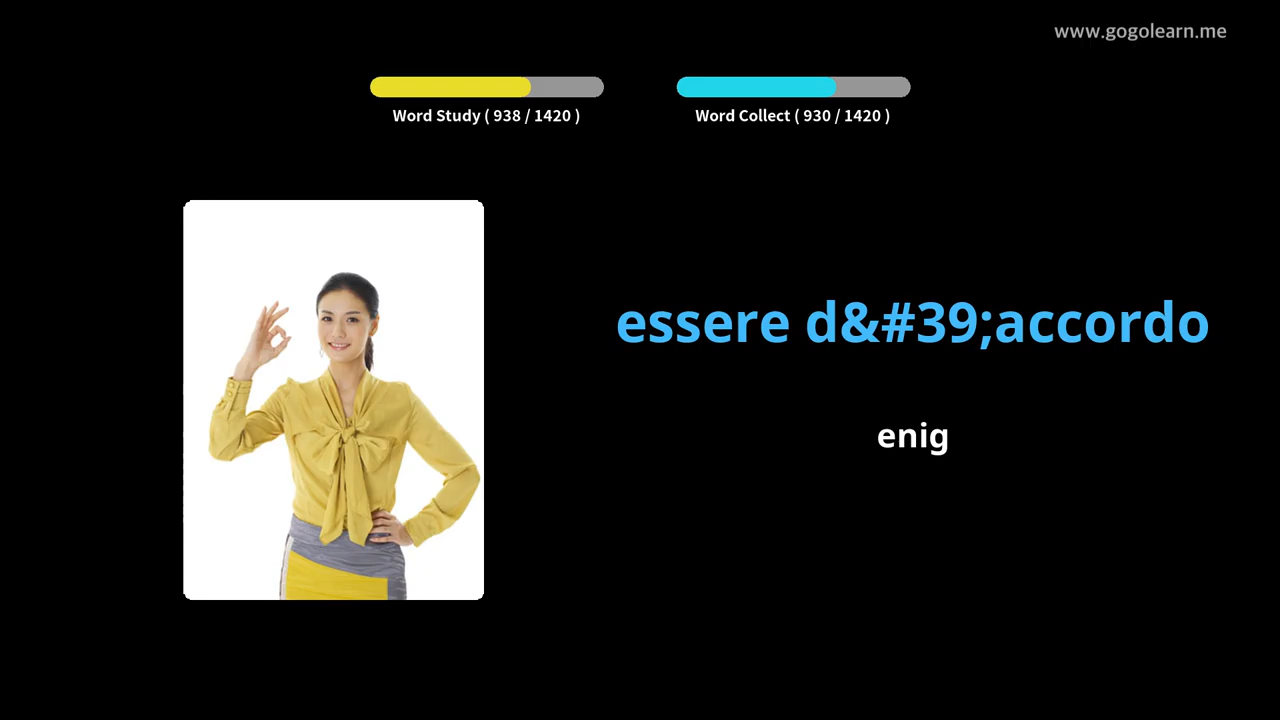 www.gogolearn.me
Word Study ( 938 / 1420 )
Word Collect ( 930 / 1420 )
essere d&#39;accordo
enig